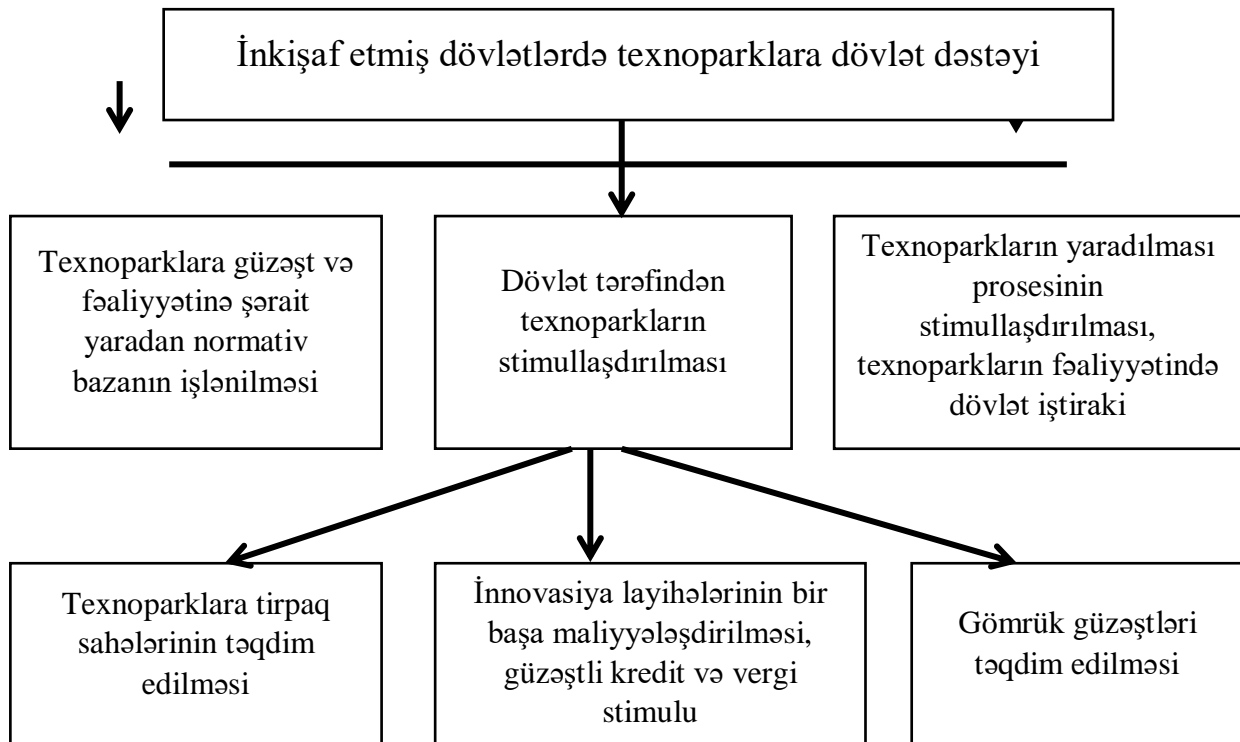 İnkişaf etmiş dövlətlərdə texnoparklara dövlət dəstəyi
Texnoparklara güzəşt və
fəaliyyətinə şərait
yaradan normativ
bazanın işlənilməsi
Dövlət tərəfindən
texnoparkların
stimullaşdırılması
Texnoparkların yaradılması
prosesinin
stimullaşdırılması,
texnoparkların fəaliyyətində
dövlət iştiraki
Texnoparklara tirpaq
sahələrinin təqdim
edilməsi
İnnovasiya layihələrinin bir
başa maliyyələşdirilməsi,
güzəştli kredit və vergi
stimulu
Gömrük güzəştləri
təqdim edilməsi